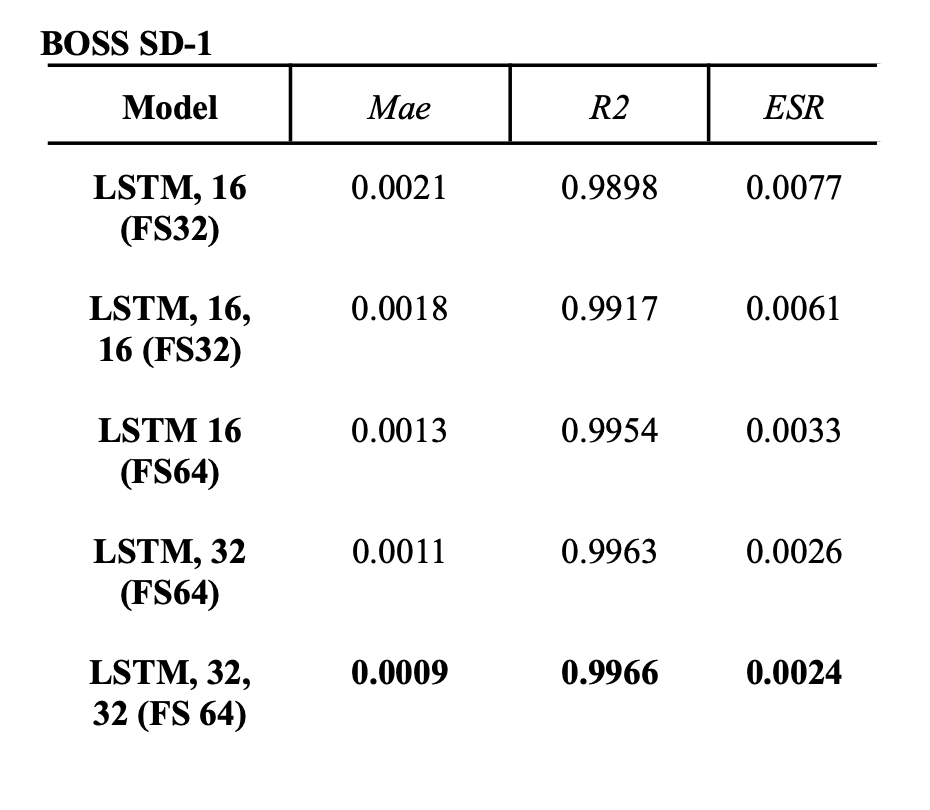 BOSS SD-1
Model Mae R2 ESR
LSTM, 16 0.0021 0.9898 0.0077
(FS32)
LSTM, 16, 0.0018 0.9917 0.0061
16 (FS32)
LSTM 16 0.0013 0.9954 0.0033
(FS64)
LSTM, 32 0.0011 0.9963 0.0026
(FS64)
LSTM, 32, 0.0009 0.9966 0.0024
32 (FS 64)